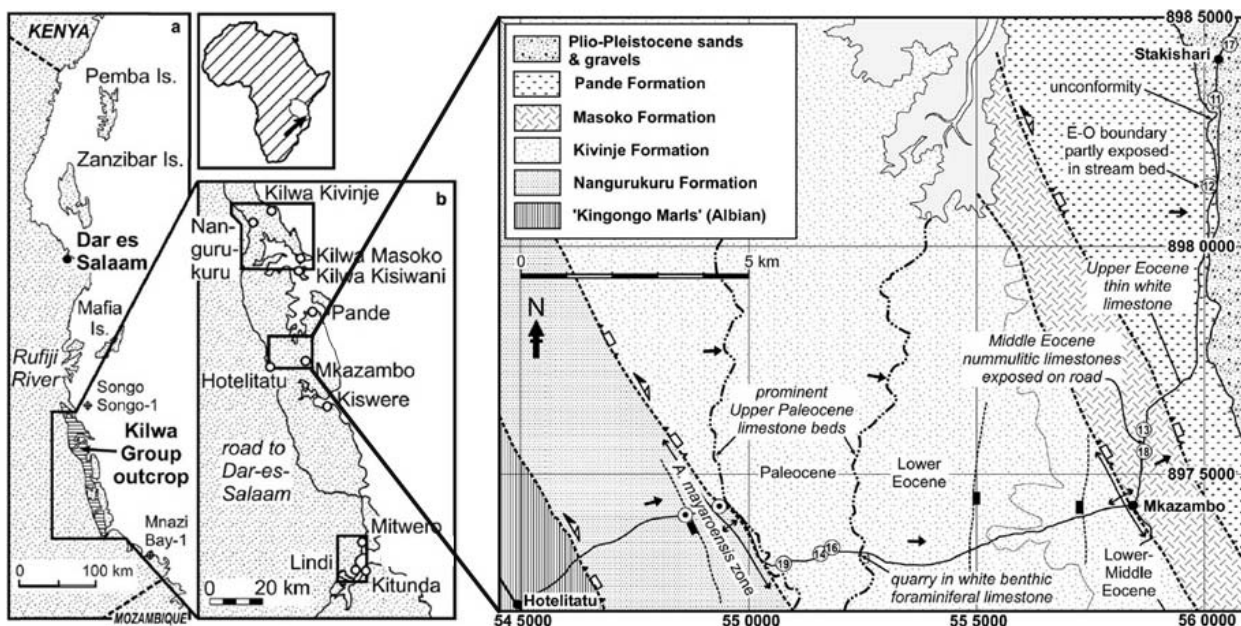 a
KENYA
Pemba Is.
Zanzibar Is.
Dar es
Salaam
Mafia
Is.
Rufiji
River
Songo
Songo-1
Kilwa
Group
outcrop
Mnazi
Bay-1
0 100 km
MOZAMBIQUE
b
Kilwa Kivinje
Nan-
guru-
kuru
Kilwa Masoko
Kilwa Kisiwani
Pande
Mkazambo
Hotelitatu
Kiswere
road to
Dar-es-
Salaam
Mitwero
Lindi
Kitunda
0 20 km
Plio-Pleistocene sands
& gravels
Pande Formation
Masoko Formation
Kivinje Formation
Nangurukuru Formation
'Kingongo Marls' (Albian)
0 5 km
N
898 5000
17
Stakishari
unconformity
11
E-O boundary
partly exposed
in stream bed
12
898 0000
Upper Eocene
thin white
limestone
Middle Eocene
nummulitic limestones
exposed on road
prominent
Upper Paleocene
limestone beds
13
18
Paleocene
Lower
Eocene
897 5000
Mkazambo
A. mayaroensis zone
19
14
16
Lower-
Middle
Eocene
quarry in white benthic
foraminiferal limestone
Hotelitatu
54 5000
55 0000
55 5000
56 0000